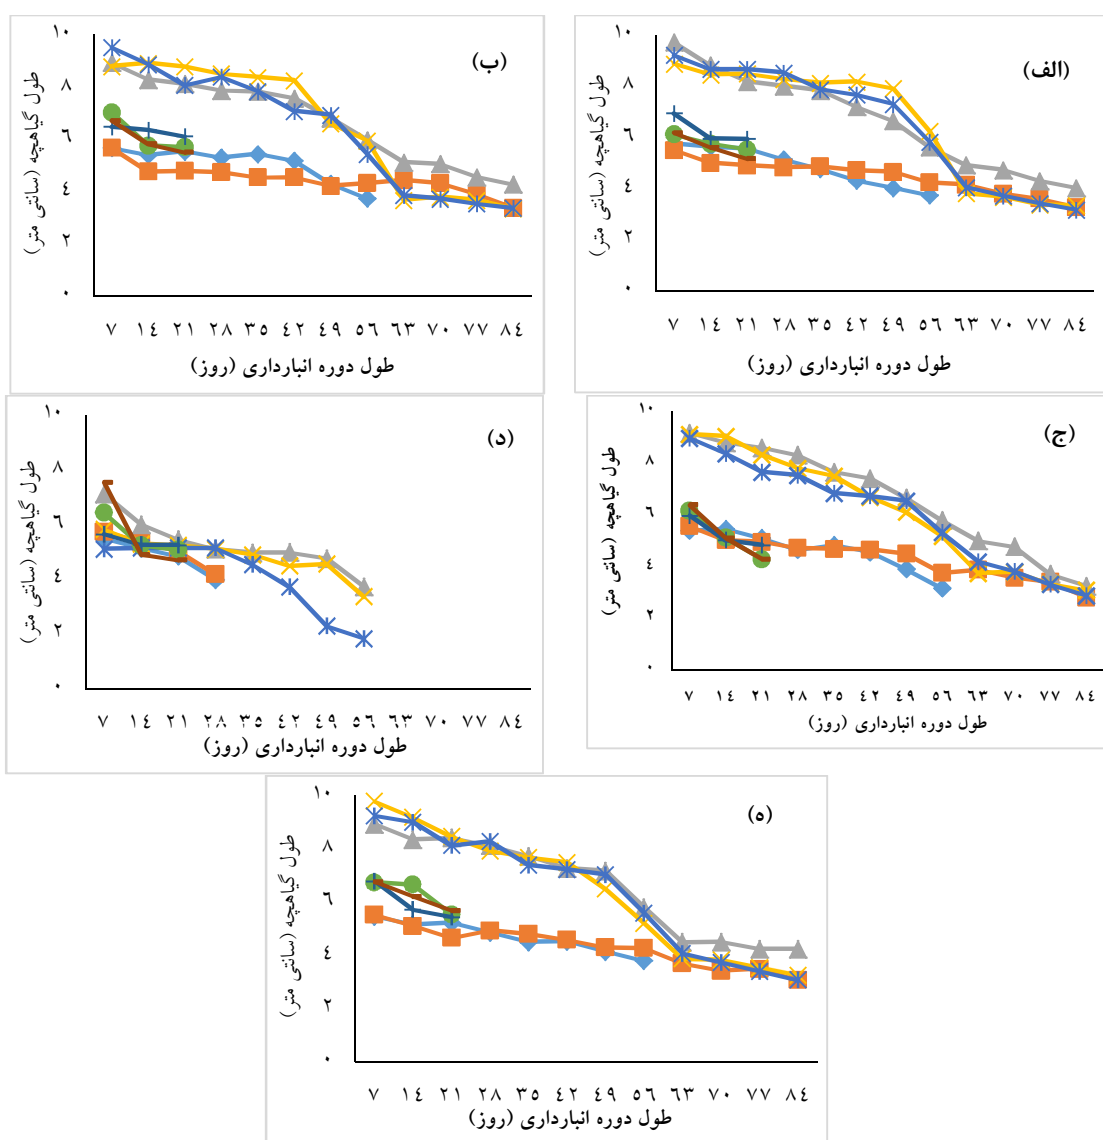 (الف)
طول گیاهچه (سانتی متر)
۱۰
۸
۶
۴
۲
۰
۷ ۱۴ ۲۱ ۲۸ ۳۵ ۴۲ ۴۹ ۵۶ ۶۳ ۷۰ ۷۷ ۸۴
طول دوره انبارداری (روز)
(ب)
طول گیاهچه (سانتی متر)
۱۰
۸
۶
۴
۲
۰
۷ ۱۴ ۲۱ ۲۸ ۳۵ ۴۲ ۴۹ ۵۶ ۶۳ ۷۰ ۷۷ ۸۴
طول دوره انبارداری (روز)
(ج)
طول گیاهچه (سانتی متر)
۱۰
۸
۶
۴
۲
۰
۷ ۱۴ ۲۱ ۲۸ ۳۵ ۴۲ ۴۹ ۵۶ ۶۳ ۷۰ ۷۷ ۸۴
طول دوره انبارداری (روز)
(د)
طول گیاهچه (سانتی متر)
۱۰
۸
۶
۴
۲
۰
۷ ۱۴ ۲۱ ۲۸ ۳۵ ۴۲ ۴۹ ۵۶ ۶۳ ۷۰ ۷۷ ۸۴
طول دوره انبارداری (روز)
(ه)
طول گیاهچه (سانتی متر)
۱۰
۸
۶
۴
۲
۰
۷ ۱۴ ۲۱ ۲۸ ۳۵ ۴۲ ۴۹ ۵۶ ۶۳ ۷۰ ۷۷ ۸۴
طول دوره انبارداری (روز)